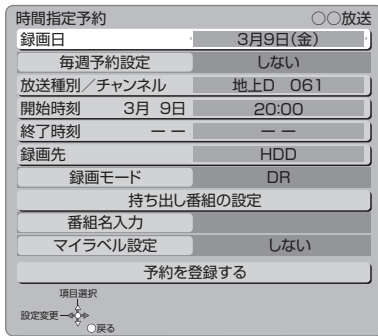 時間指定予約 ○○放送
録画日 3月9日(金)
毎週予約設定 しない
放送種別／チャンネル 地上D 061
開始時刻 3月 9日 20:00
終了時刻 －－ －－
録画先 HDD
録画モード DR
持ち出し番組の設定
番組名入力
マイラベル設定 しない
予約を登録する
項目選択
設定変更
戻る